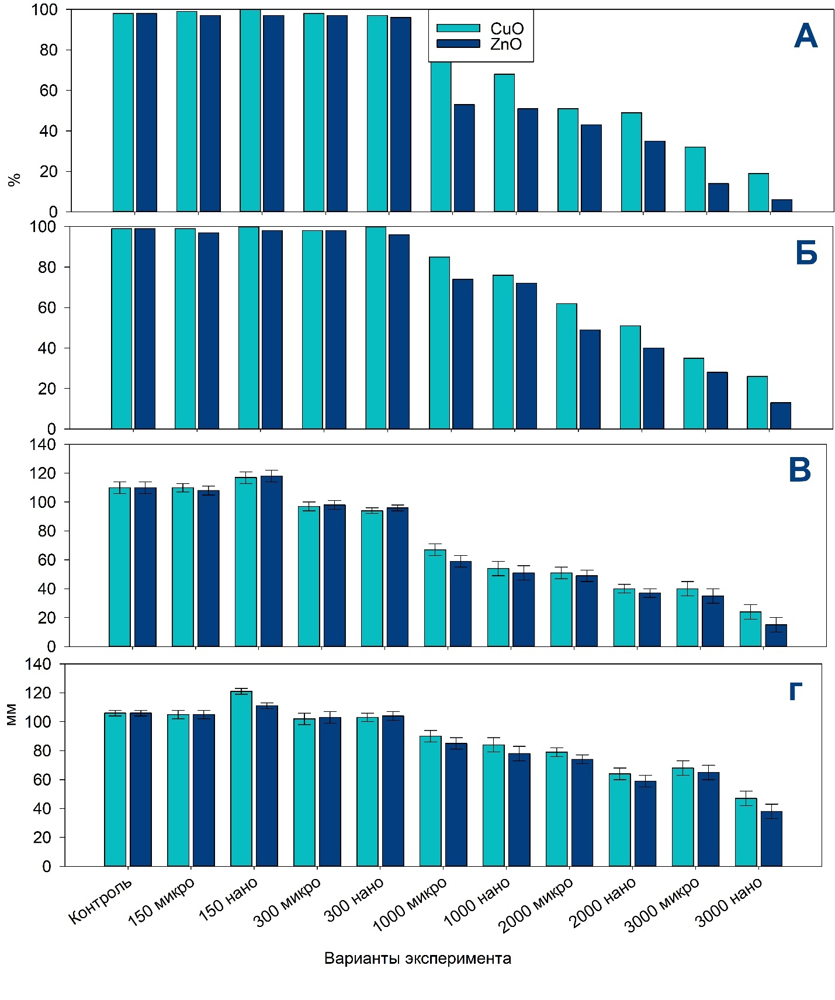 100
80
60
40
20
0
%
CuO
ZnO
А
100
80
60
40
20
0
Б
140
120
100
80
60
40
20
0
В
140
120
100
80
60
40
20
0
мм
Г
Контроль
150 микро
150 нано
300 микро
300 нано
1000 микро
1000 нано
2000 микро
2000 нано
3000 микро
3000 нано
Варианты эксперимента